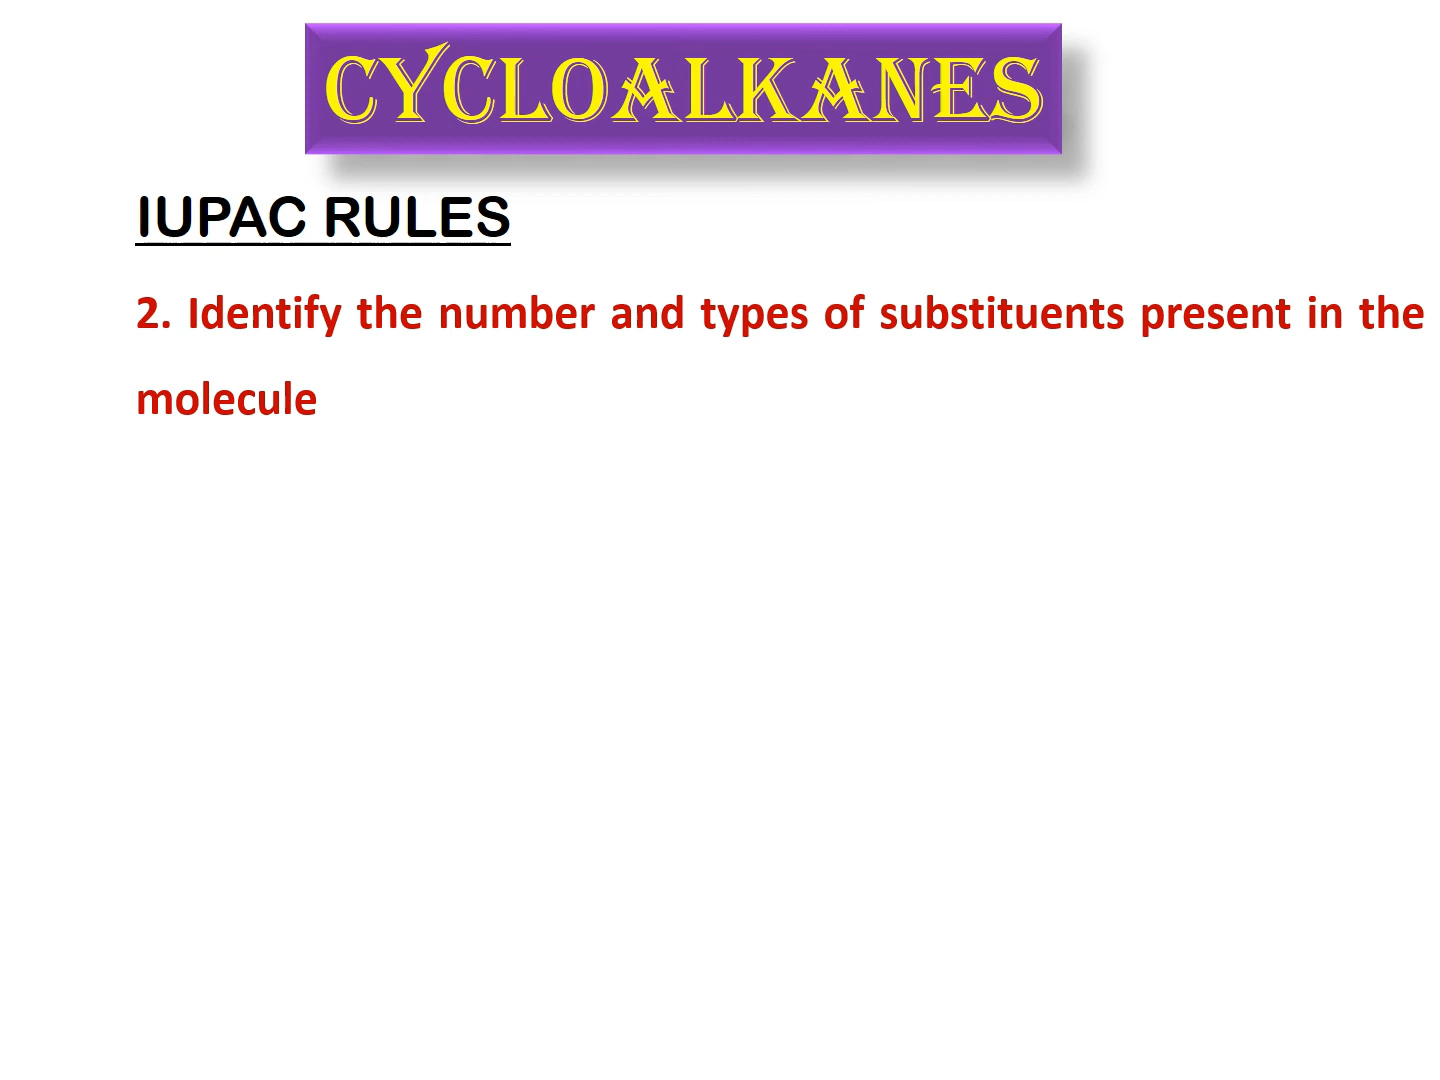 CYCLOALKANES
IUPAC RULES
2. Identify the number and types of substituents present in the
molecule